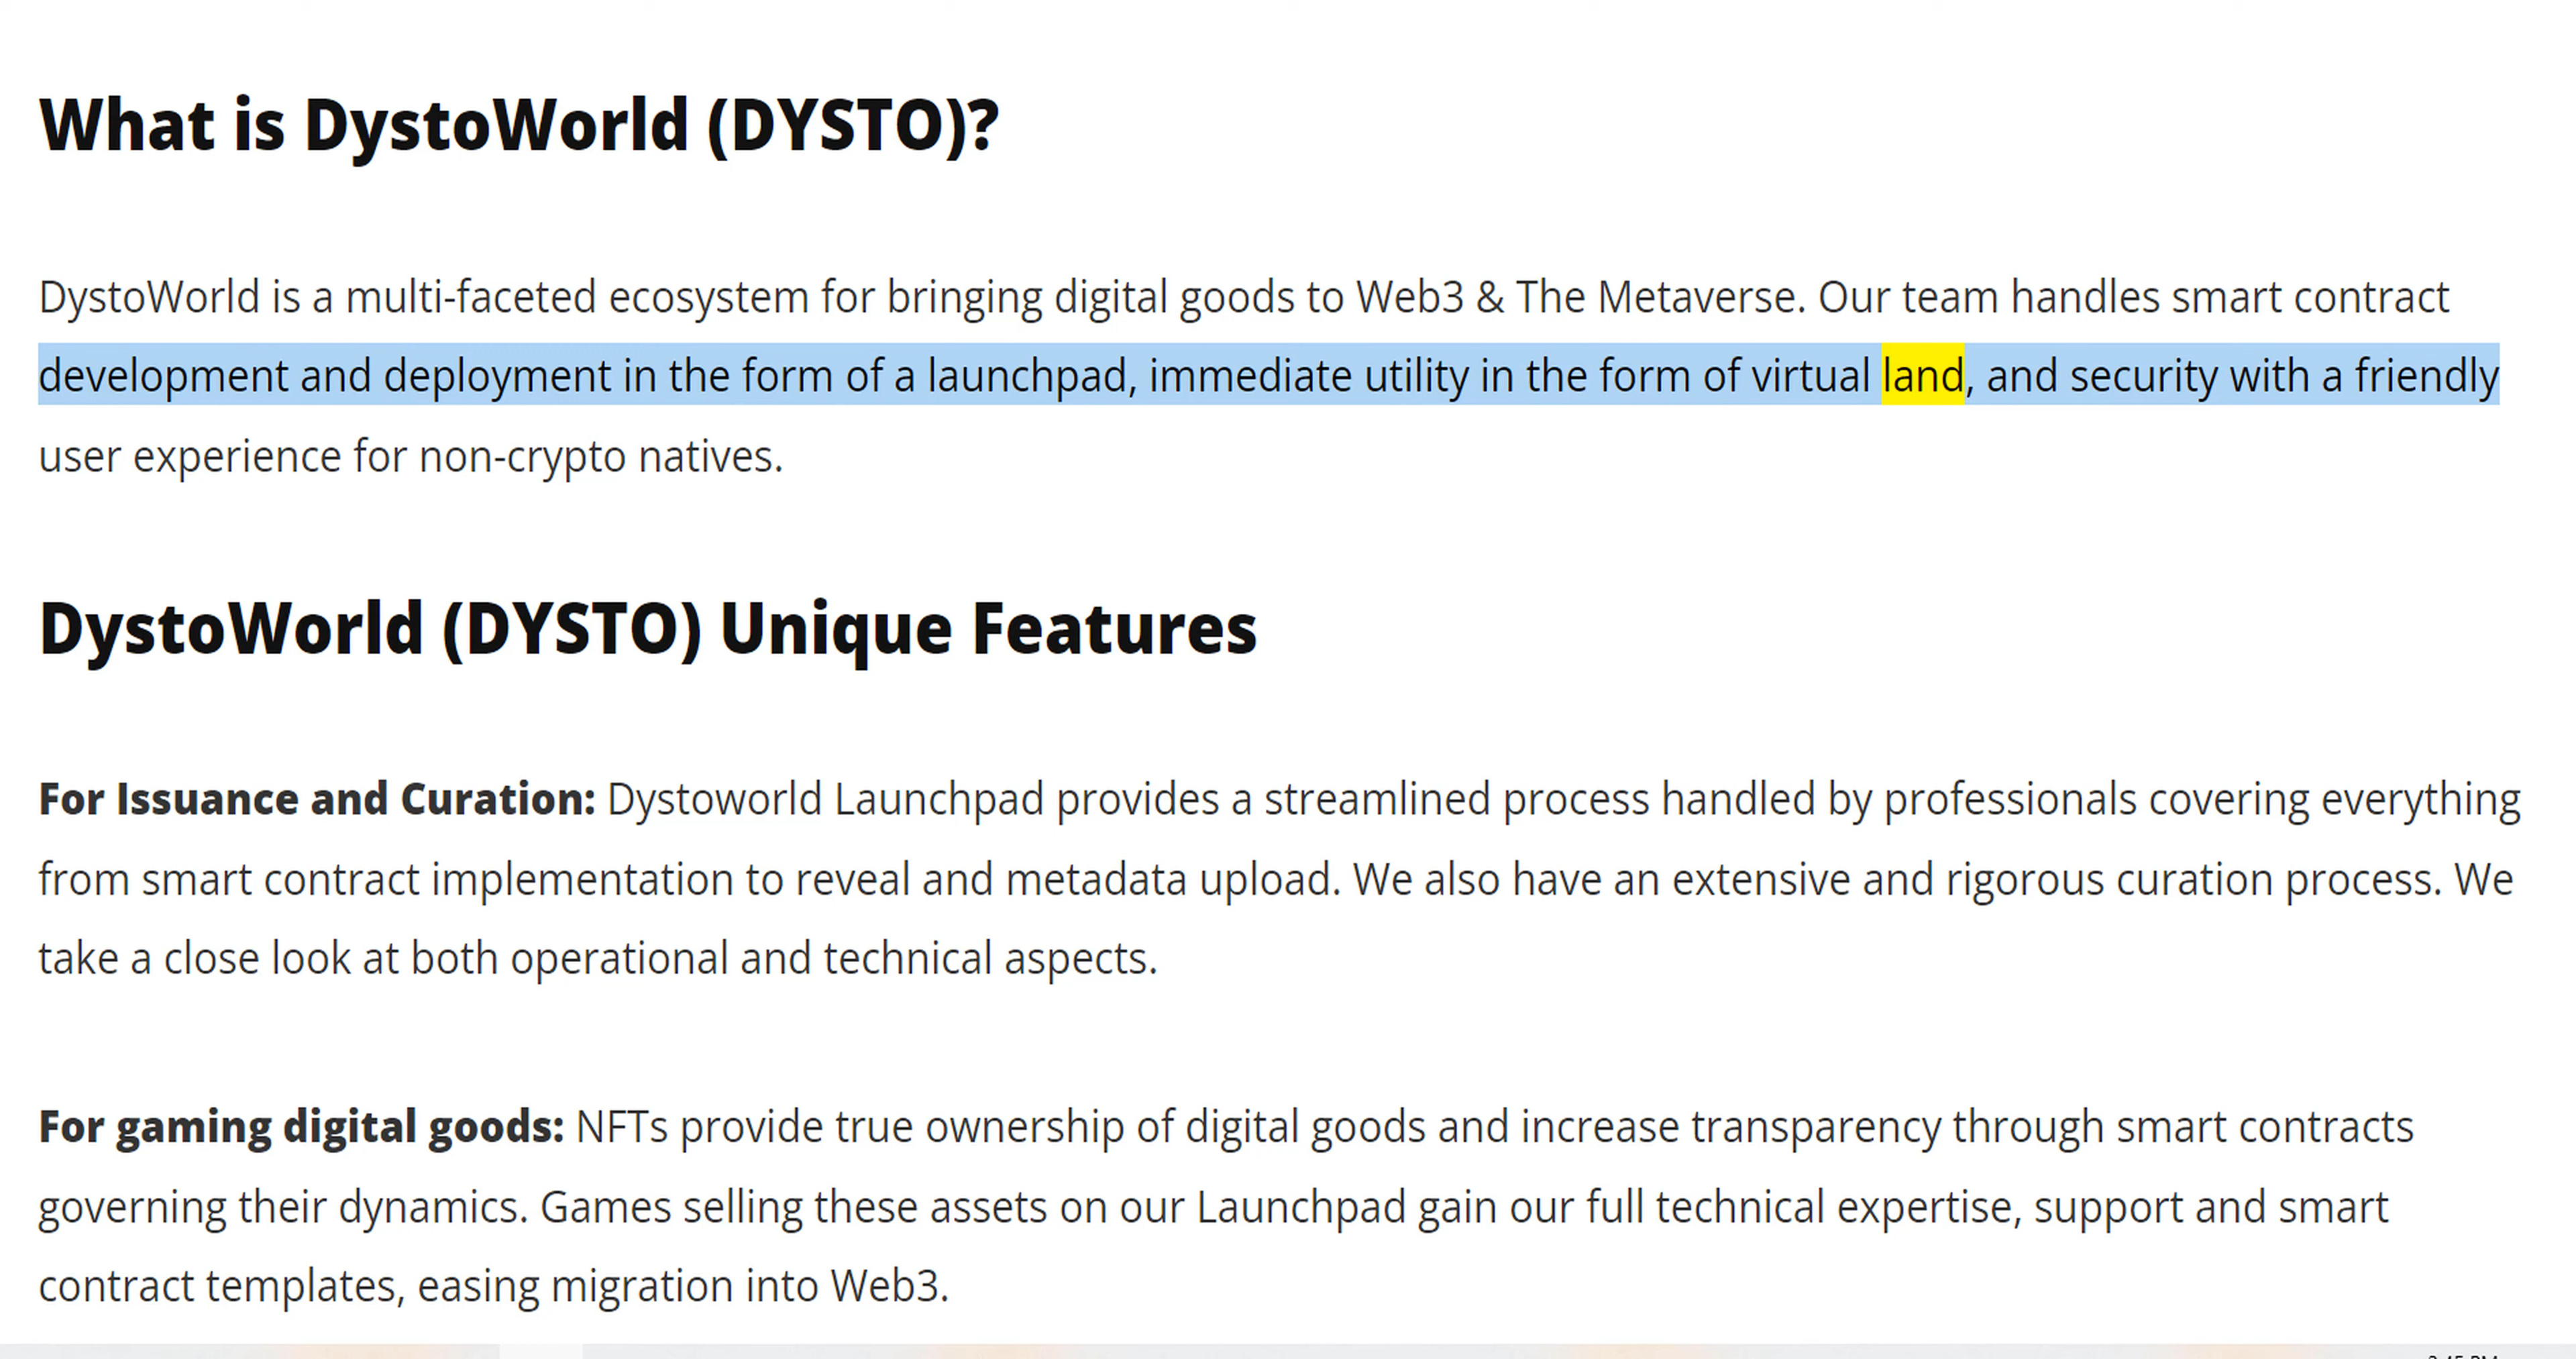 What is DystoWorld (DYSTO)?
DystoWorld is a multi-faceted ecosystem for bringing digital goods to Web3 & The Metaverse. Our team handles smart contract
development and deployment in the form of a launchpad, immediate utility in the form of virtual land, and security with a friendly
user experience for non-crypto natives.
DystoWorld (DYSTO) Unique Features
For Issuance and Curation: Dystoworld Launchpad provides a streamlined process handled by professionals covering everything
from smart contract implementation to reveal and metadata upload. We also have an extensive and rigorous curation process. We
take a close look at both operational and technical aspects.
For gaming digital goods: NFTs provide true ownership of digital goods and increase transparency through smart contracts
governing their dynamics. Games selling these assets on our Launchpad gain our full technical expertise, support and smart
contract templates, easing migration into Web3.